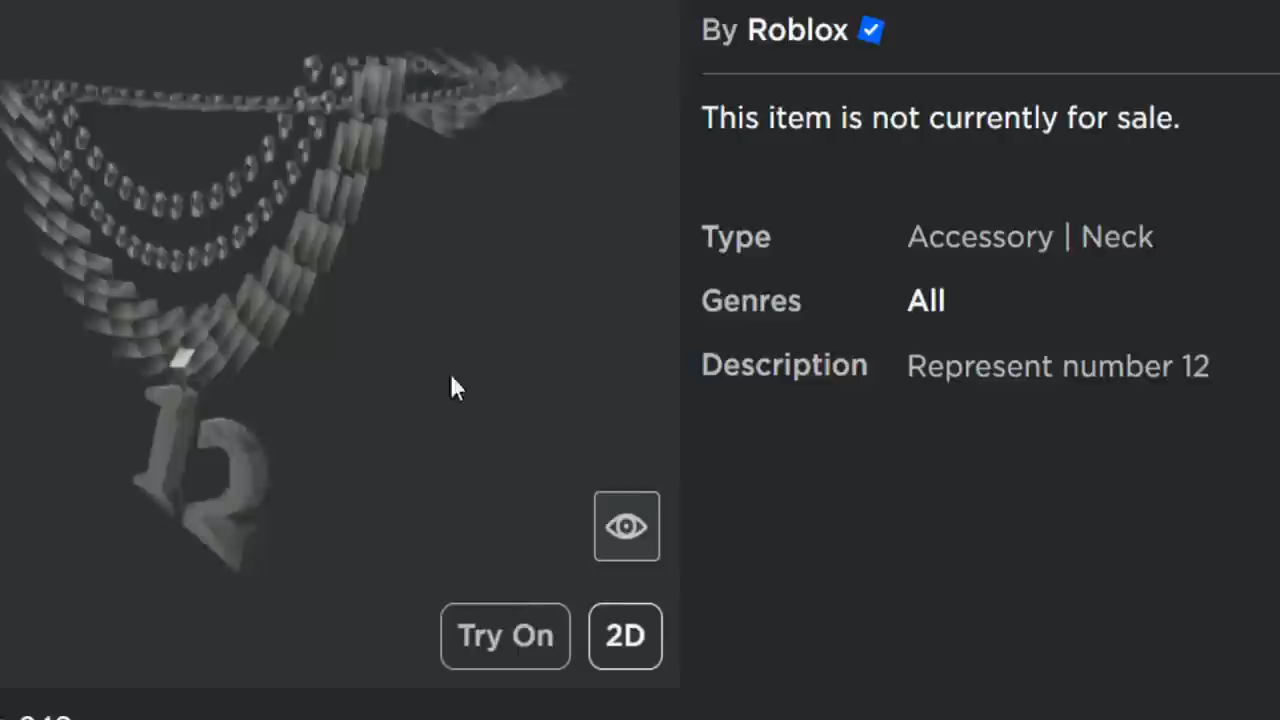 By Roblox
This item is not currently for sale.
Type Accessory | Neck
Genres All
Description Represent number 12
12
Try On 2D